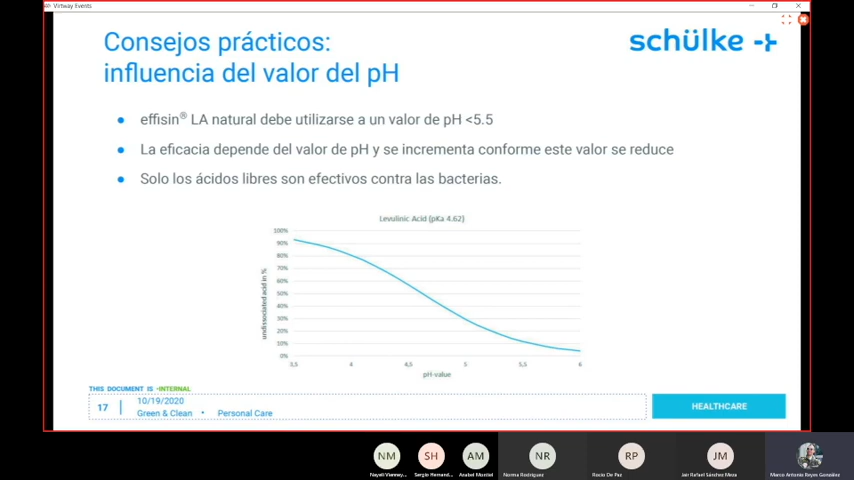 Virtway Events
Consejos prácticos:
influencia del valor del pH
schülke
effisin® LA natural debe utilizarse a un valor de pH <5.5
La eficacia depende del valor de pH y se incrementa conforme este valor se reduce
Solo los ácidos libres son efectivos contra las bacterias.
Levulinic Acid (pKa 4.62)
undissociated acid in %
100%
90%
80%
70%
60%
50%
40%
30%
20%
10%
0%
3,5 4 4,5 5 5,5 6
pH-value
THIS DOCUMENT IS -INTERNAL
17
10/19/2020
Green & Clean • Personal Care
HEALTHCARE
NM SH AM NR RP JM
Sergio Hernand... Norma Rodriguez Rocio De Paz Jair Rafael Sánchez Meza Marco Antonio Reyes González